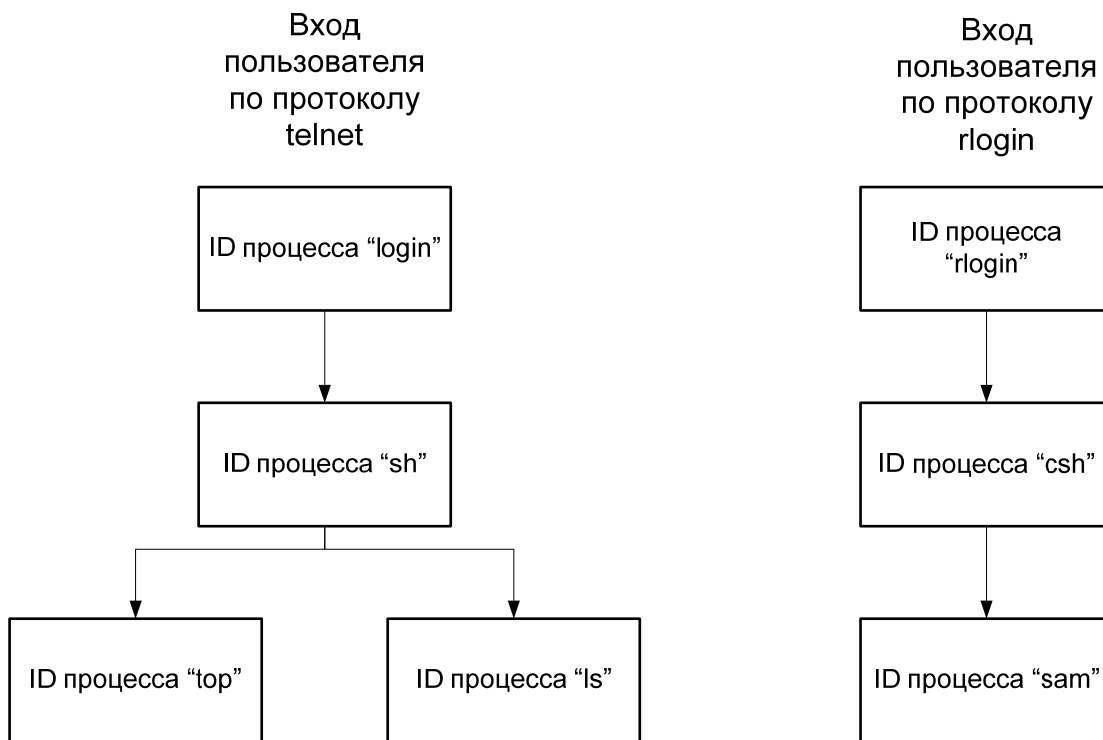 Вход
пользователя
по протоколу
telnet
Вход
пользователя
по протоколу
rlogin
ID процесса “login”
ID процесса
“rlogin”
ID процесса “sh”
ID процесса “csh”
ID процесса “top”
ID процесса “ls”
ID процесса “sam”